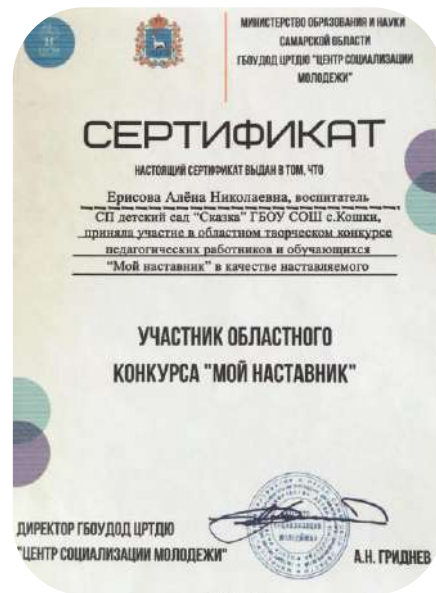 МИНИСТЕРСТВО ОБРАЗОВАНИЯ И НАУКИ
САМАРСКОЙ ОБЛАСТИ
ГБОУ ДОД ЦРТДЮ "ЦЕНТР СОЦИАЛИЗАЦИИ
МОЛОДЕЖИ"
СЕРТИФИКАТ
НАСТОЯЩИЙ СЕРТИФИКАТ ВЫДАН В ТОМ, ЧТО
Ерисова Алёна Николаевна, воспитатель
СП детский сад "Сказка" ГБОУ СОШ с.Кошки,
приняла участие в областном творческом конкурсе
педагогических работников и обучающихся
"Мой наставник" в качестве наставляемого
УЧАСТНИК ОБЛАСТНОГО
КОНКУРСА "МОЙ НАСТАВНИК"
ДИРЕКТОР ГБОУДОД ЦРТДЮ
"ЦЕНТР СОЦИАЛИЗАЦИИ МОЛОДЕЖИ"
А.Н. ГРИДНЕВ